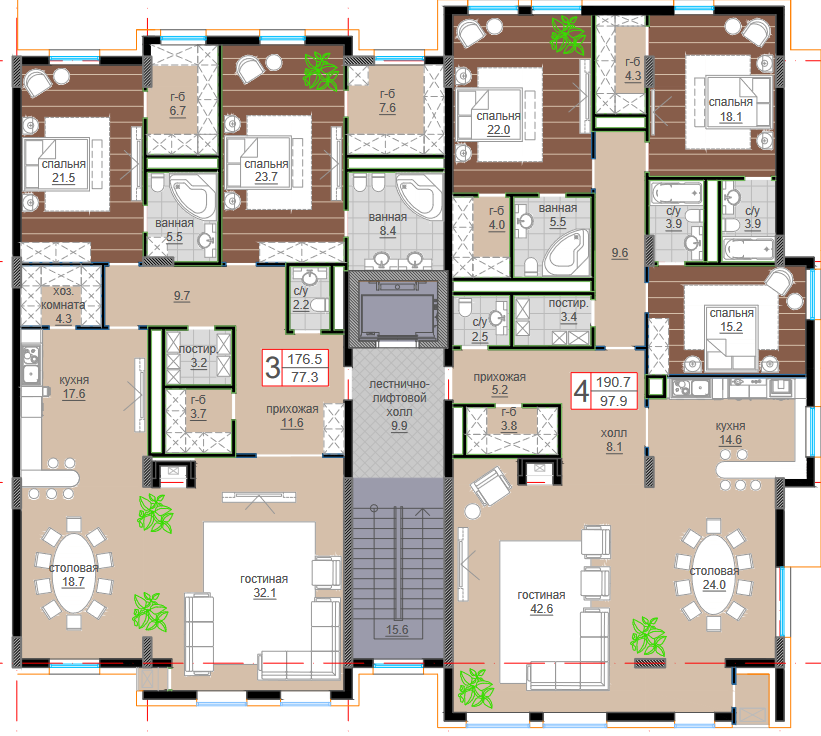 г-б
6.7
г-б
7.6
спальня
21.5
спальня
23.7
ванная
5.5
ванная
8.4
хоз.
комната
4.3
9.7
с/у
2.2
постир.
3.2
3
176.5
77.3
кухня
17.6
г-б
3.7
прихожая
11.6
лестнично-
лифтовой
холл
9.9
столовая
18.7
гостиная
32.1
15.6
спальня
22.0
г-б
4.3
спальня
18.1
г-б
4.0
ванная
5.5
с/у
3.9
с/у
3.9
9.6
с/у
2.5
постир.
3.4
спальня
15.2
прихожая
5.2
4
190.7
97.9
г-б
3.8
холл
8.1
кухня
14.6
гостиная
42.6
столовая
24.0